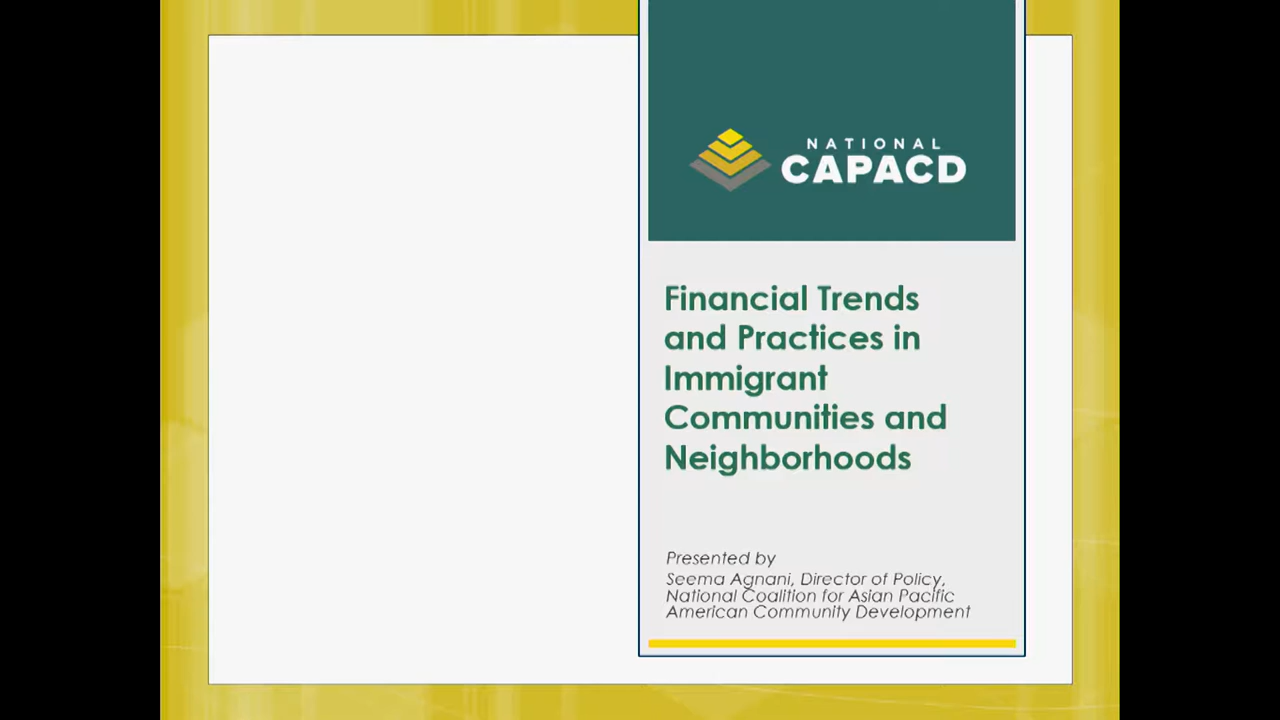 NATIONAL
CAPACD
Financial Trends
and Practices in
Immigrant
Communities and
Neighborhoods
Presented by
Seema Agnani, Director of Policy,
National Coalition for Asian Pacific
American Community Development